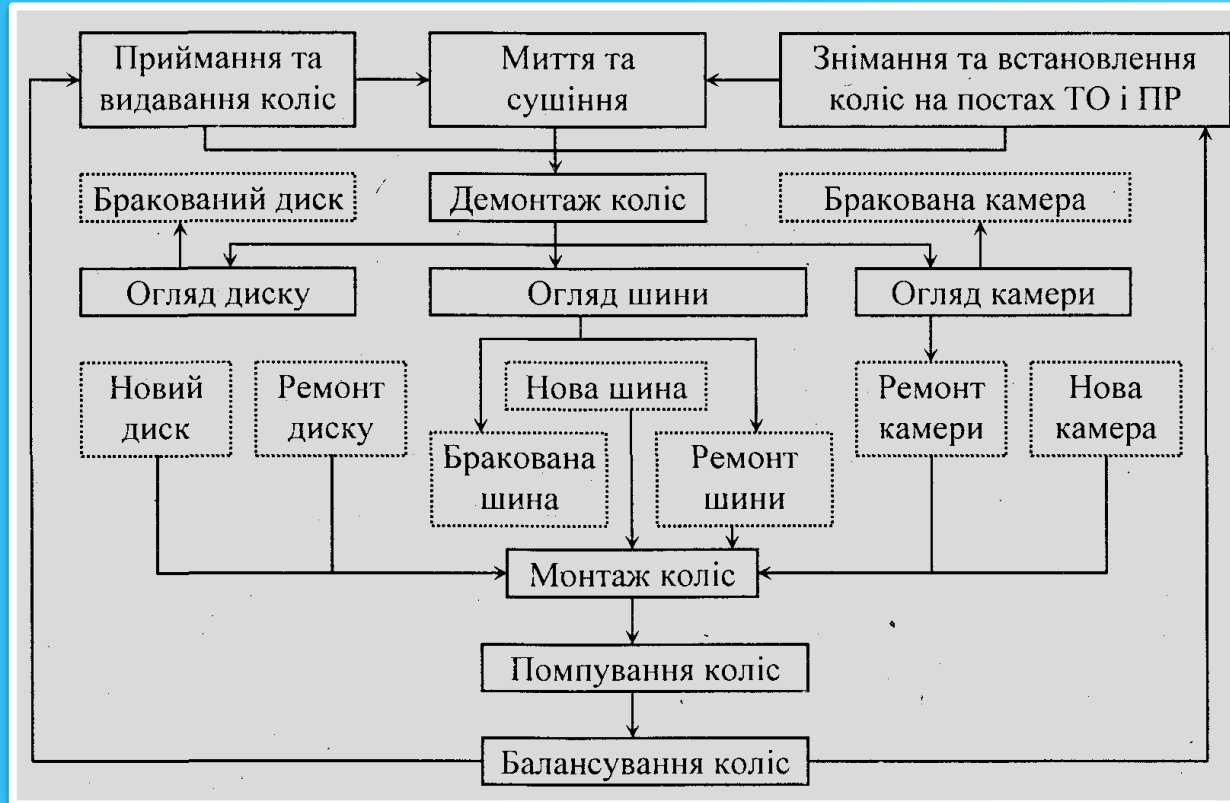 Приймання та
видавання коліс
Миття та
сушіння
Знімання та встановлення
коліс на постах ТО і ПР
Бракований диск
Демонтаж коліс
Бракована камера
Огляд диску
Огляд шини
Огляд камери
Новий
диск
Ремонт
диску
Нова шина
Ремонт
камери
Нова
камера
Бракована
шина
Ремонт
шини
Монтаж коліс
Помпування коліс
Балансування коліс